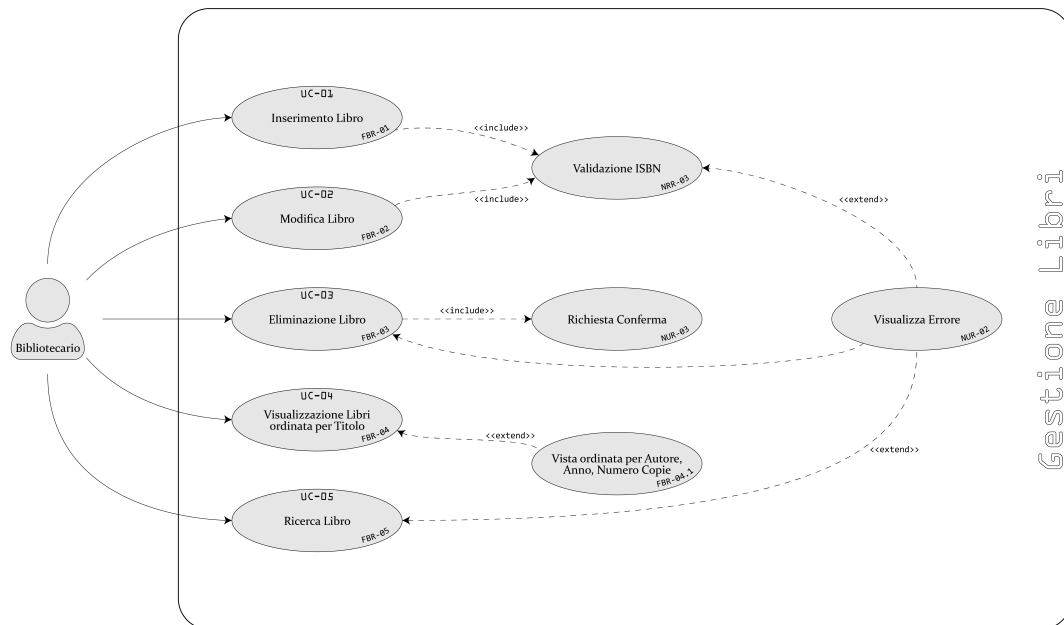 UC-01
Inserimento Libro
FBR-01
<<include>>
Validazione ISBN
NRR-03
UC-02
Modifica Libro
FBR-02
<<include>>
<<extend>>
UC-03
Eliminazione Libro
FBR-03
<<include>>
Richiesta Conferma
NUR-03
Visualizza Errore
NUR-02
Bibliotecario
UC-04
Visualizzazione Libri
ordinata per Titolo
FBR-04
<<extend>>
Vista ordinata per Autore,
Anno, Numero Copie
FBR-04.1
<<extend>>
UC-05
Ricerca Libro
FBR-05
Gestione Libri